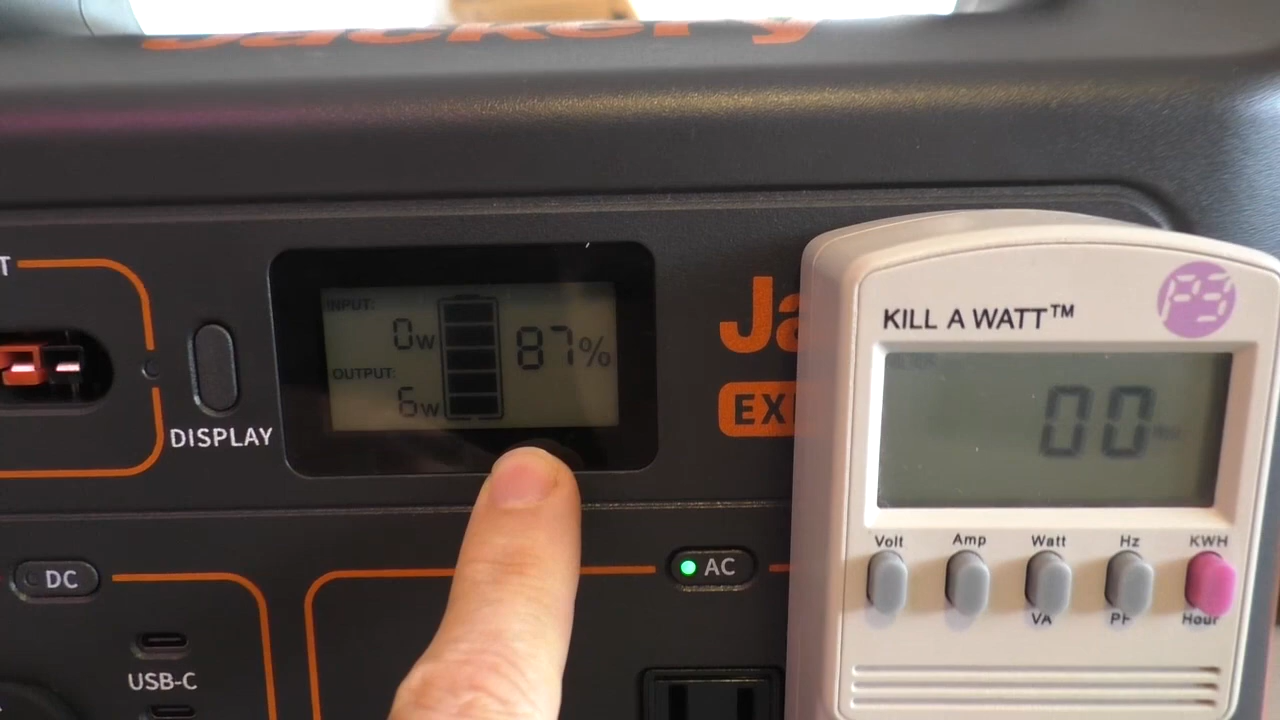 Jackery
T
INPUT:
0w
87%
OUTPUT:
6w
DISPLAY
Ja
EX
KILL A WATT™
00
Volt Amp Watt Hz KWH
VA PF Hour
DC
AC
USB-C